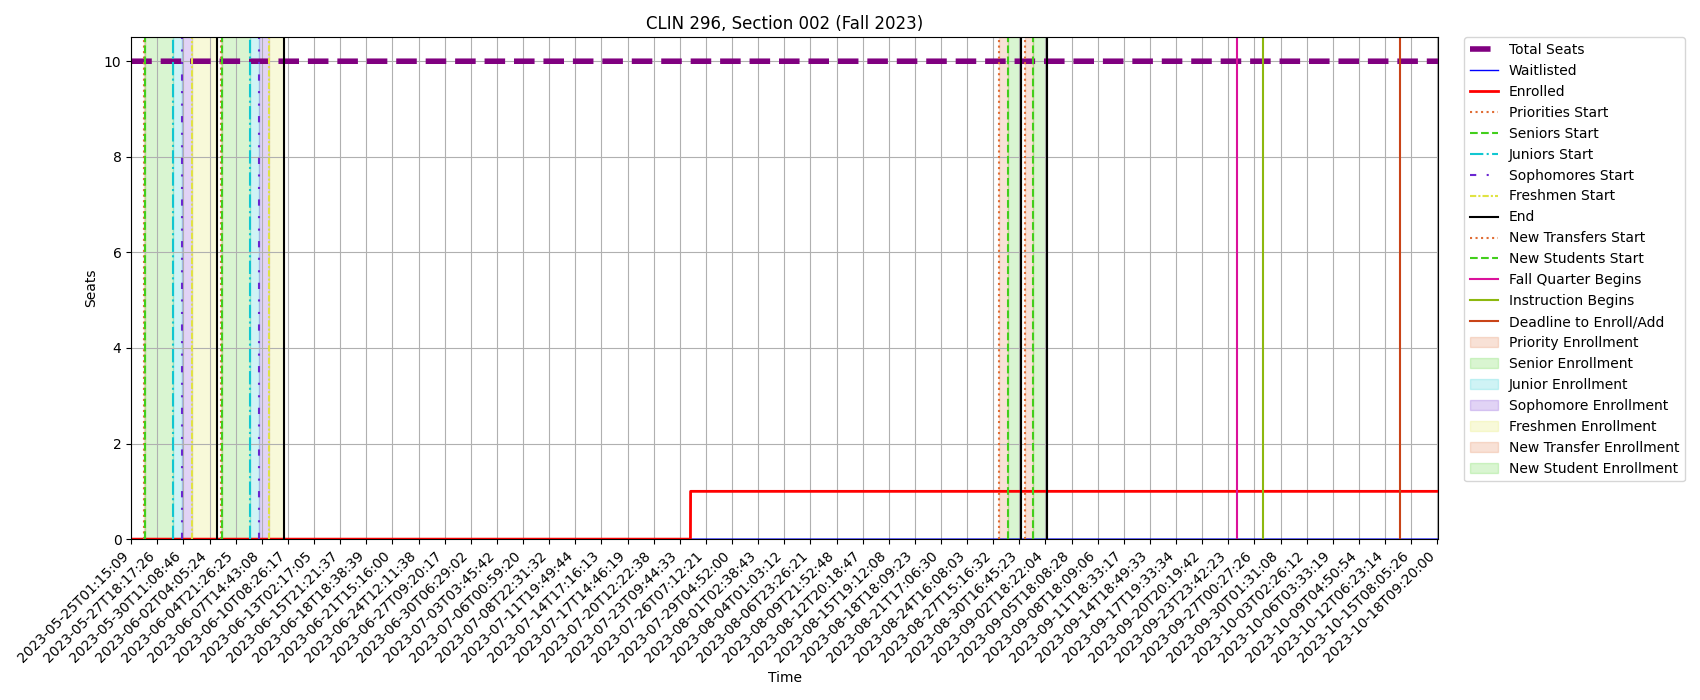 CLIN 296, Section 002 (Fall 2023)
10
8
6
4
2
0
Seats
2023-05-25T01:15:09
2023-05-27T18:17:26
2023-05-30T11:08:46
2023-06-02T04:05:24
2023-06-04T21:26:25
2023-06-07T14:43:08
2023-06-10T08:26:17
2023-06-13T02:17:05
2023-06-15T21:21:37
2023-06-18T18:38:39
2023-06-21T15:16:00
2023-06-24T12:11:38
2023-06-27T09:20:17
2023-06-30T06:29:02
2023-07-03T03:45:42
2023-07-06T00:59:20
2023-07-08T22:31:32
2023-07-11T19:49:44
2023-07-14T17:16:13
2023-07-17T14:46:19
2023-07-20T12:22:38
2023-07-23T09:44:33
2023-07-26T07:12:21
2023-07-29T04:52:00
2023-08-01T02:38:43
2023-08-04T01:03:12
2023-08-06T23:26:21
2023-08-09T21:52:48
2023-08-12T20:18:47
2023-08-15T19:12:08
2023-08-18T18:09:23
2023-08-21T17:06:30
2023-08-24T16:08:03
2023-08-27T15:16:32
2023-08-30T16:45:23
2023-09-02T18:22:04
2023-09-05T18:08:28
2023-09-08T18:09:06
2023-09-11T18:33:17
2023-09-14T18:49:33
2023-09-17T19:33:34
2023-09-20T20:19:42
2023-09-23T23:42:23
2023-09-27T00:27:26
2023-09-30T01:31:08
2023-10-03T02:26:12
2023-10-06T03:33:19
2023-10-09T04:50:54
2023-10-12T06:23:14
2023-10-15T08:05:26
2023-10-18T09:20:00
Time
Total Seats
Waitlisted
Enrolled
Priorities Start
Seniors Start
Juniors Start
Sophomores Start
Freshmen Start
End
New Transfers Start
New Students Start
Fall Quarter Begins
Instruction Begins
Deadline to Enroll/Add
Priority Enrollment
Senior Enrollment
Junior Enrollment
Sophomore Enrollment
Freshmen Enrollment
New Transfer Enrollment
New Student Enrollment